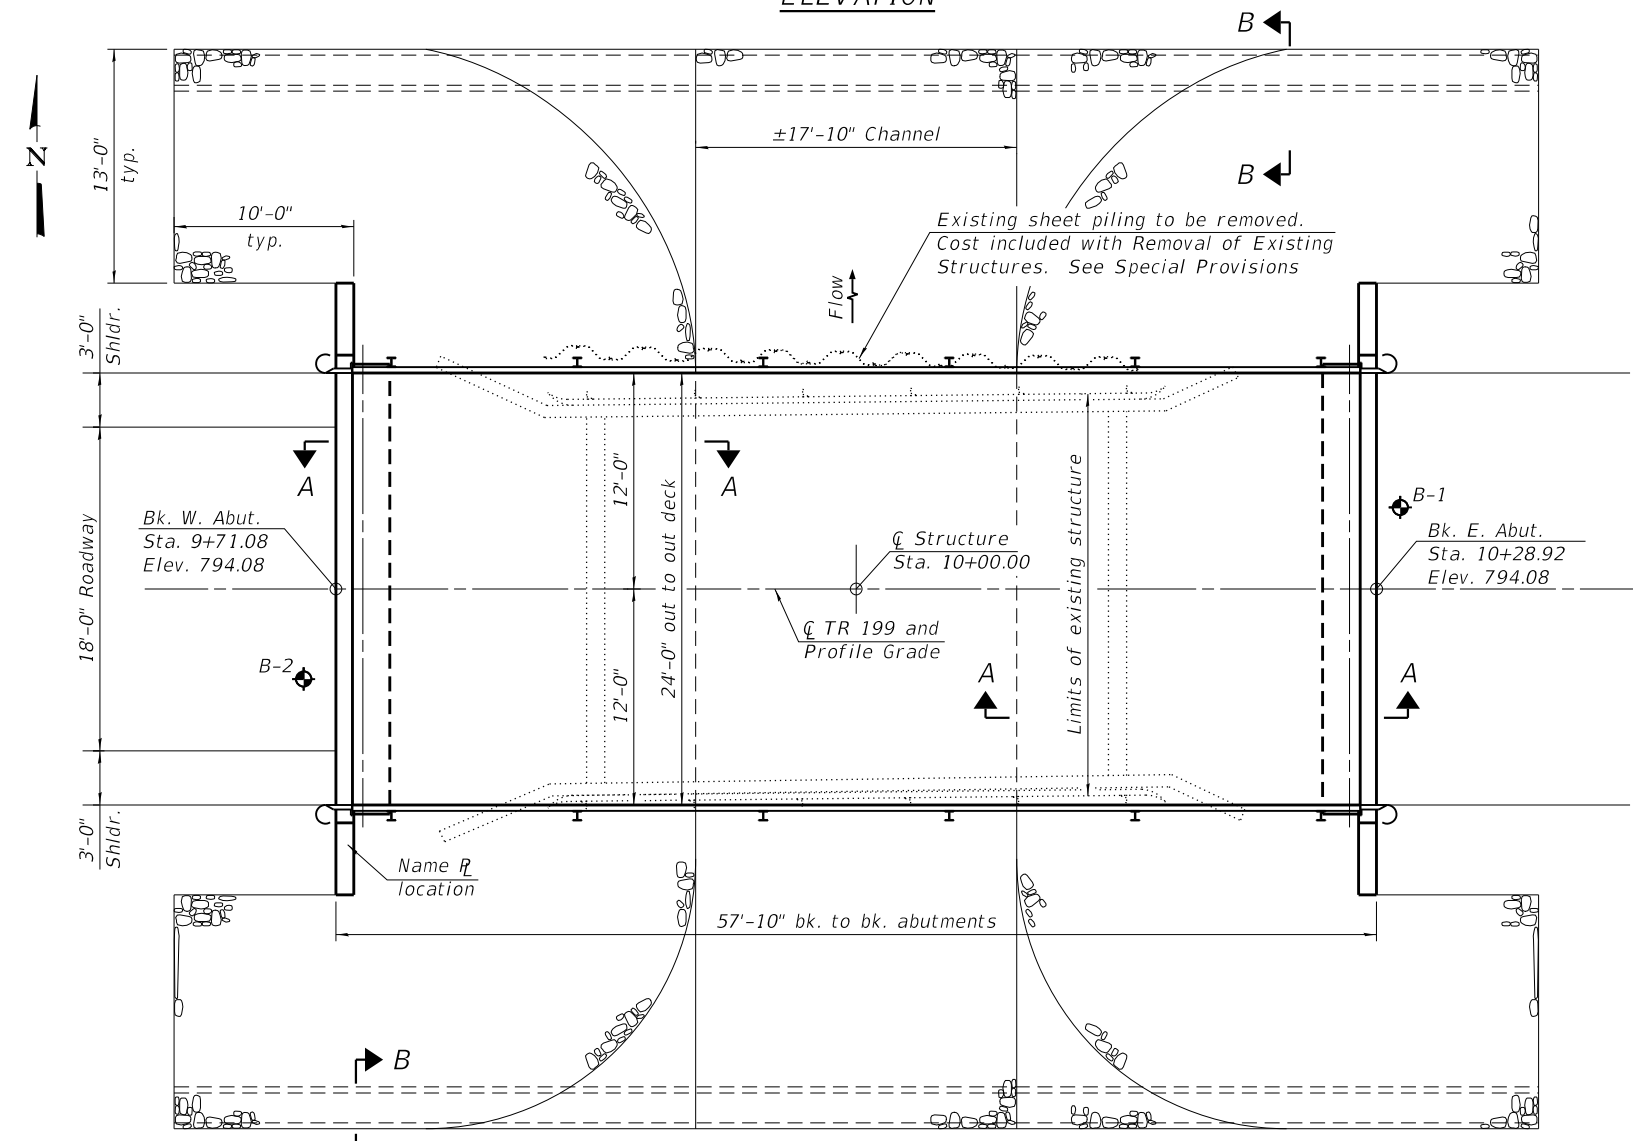 ELEVATION
B
±17'-10" Channel
B
13'-0"
typ.
N
10'-0"
typ.
Existing sheet piling to be removed.
Cost included with Removal of Existing
Structures. See Special Provisions
Flow
3'-0"
Shldr.
A
A
12'-0"
24'-0" out to out deck
Limits of existing structure
B-1
Bk. W. Abut.
Sta. 9+71.08
Elev. 794.08
℄ Structure
Sta. 10+00.00
Bk. E. Abut.
Sta. 10+28.92
Elev. 794.08
18'-0" Roadway
℄ TR 199 and
Profile Grade
B-2
12'-0"
A
A
3'-0"
Shldr.
Name PL
location
57'-10" bk. to bk. abutments
B